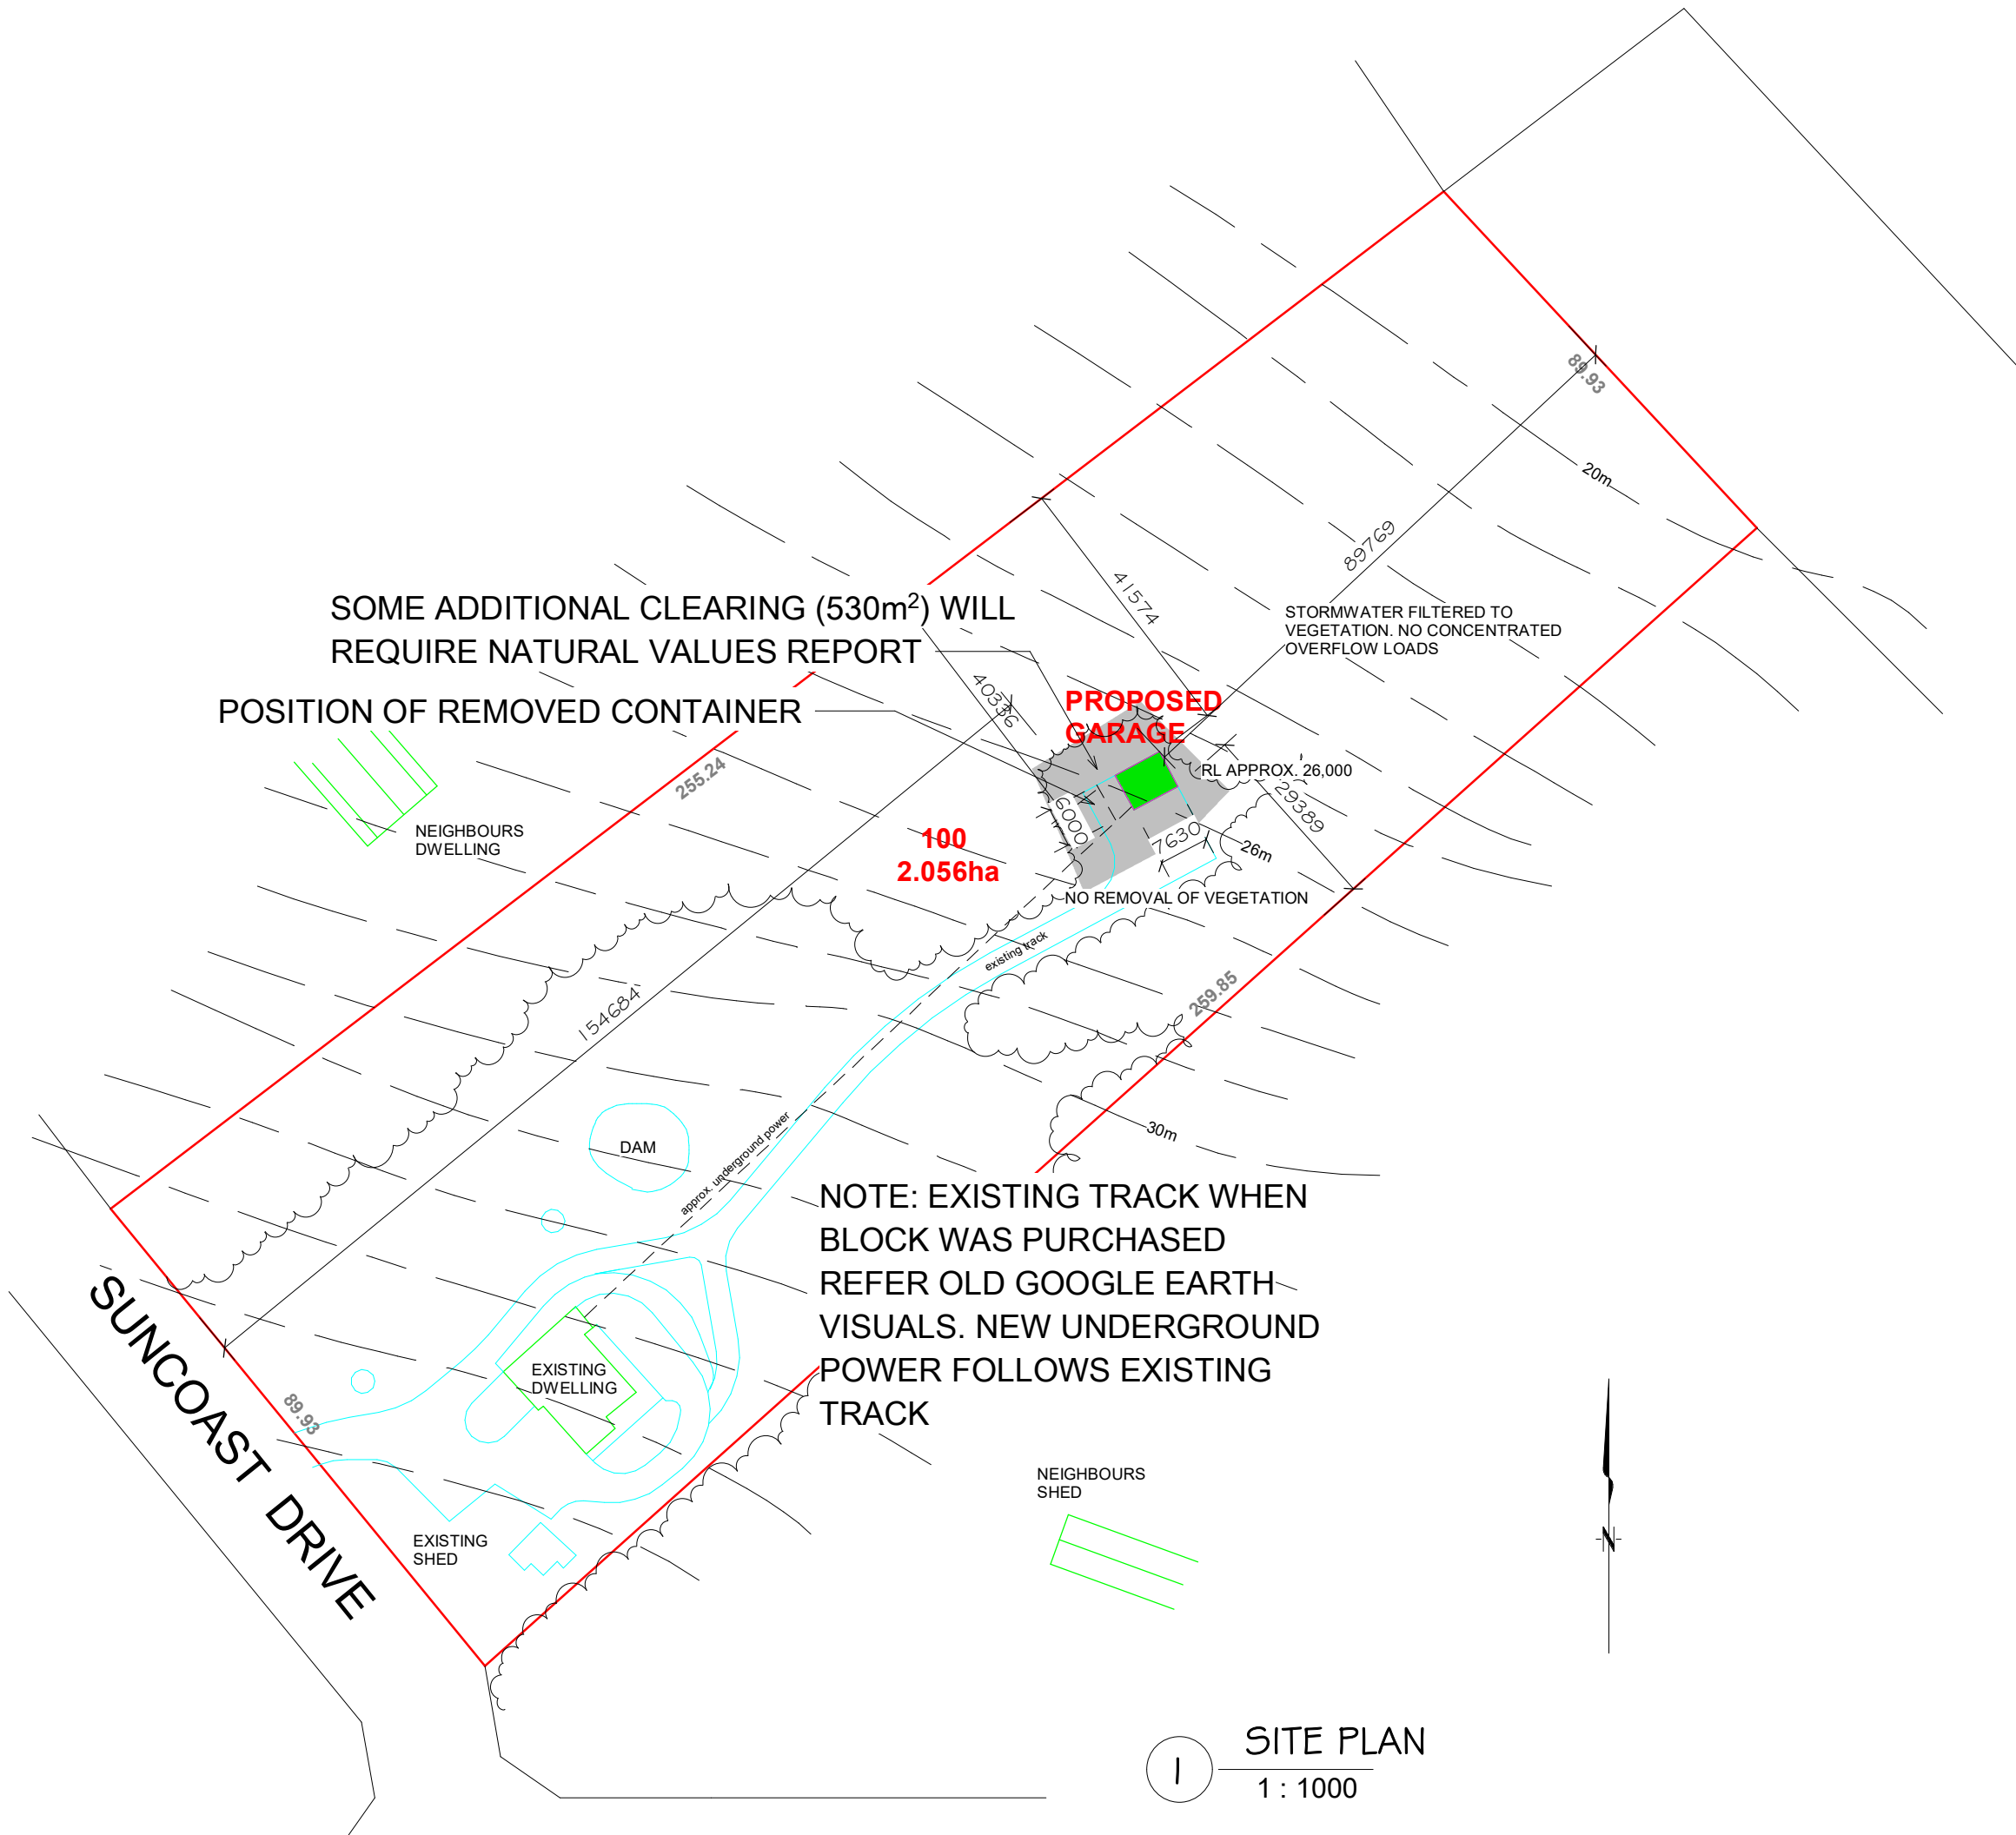 89.93
20m
89769
41574
SOME ADDITIONAL CLEARING (530m²) WILL
REQUIRE NATURAL VALUES REPORT
STORMWATER FILTERED TO
VEGETATION. NO CONCENTRATED
OVERFLOW LOADS
40336
POSITION OF REMOVED CONTAINER
PROPOSED
GARAGE
RL APPROX. 26,000
255.24
29389
6000
7630
NEIGHBOURS
DWELLING
100
2.056ha
26m
NO REMOVAL OF VEGETATION
existing track
259.85
154684
30m
DAM
approx. underground power
NOTE: EXISTING TRACK WHEN
BLOCK WAS PURCHASED
REFER OLD GOOGLE EARTH
VISUALS. NEW UNDERGROUND
POWER FOLLOWS EXISTING
TRACK
SUNCOAST DRIVE
EXISTING
DWELLING
89.93
NEIGHBOURS
SHED
EXISTING
SHED
N
1
SITE PLAN
1 : 1000